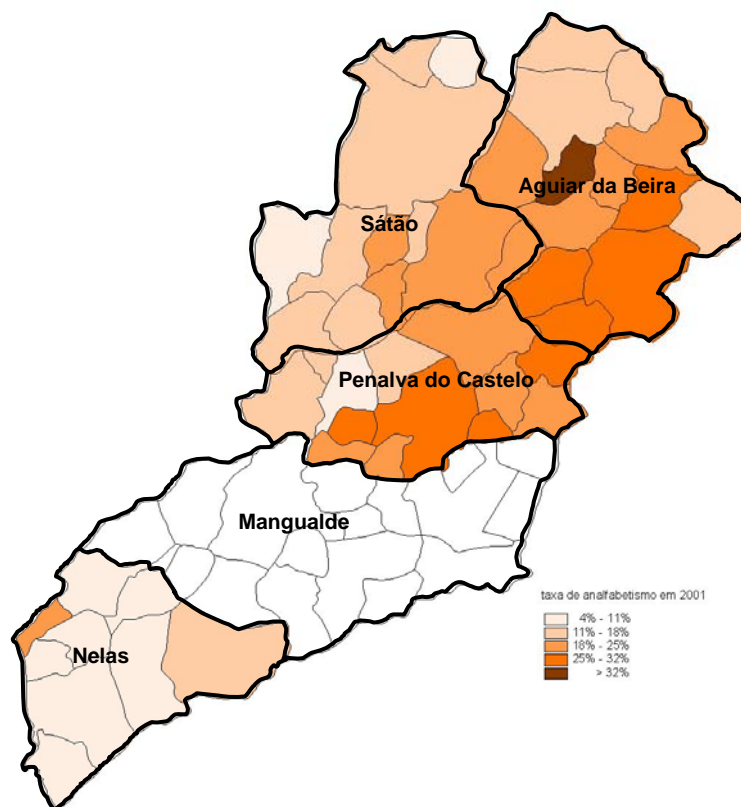 Aguiar da Beira
Sátão
Penalva do Castelo
Mangualde
Nelas
taxa de analfabetismo em 2001
4% - 11%
11% - 18%
18% - 25%
25% - 32%
> 32%